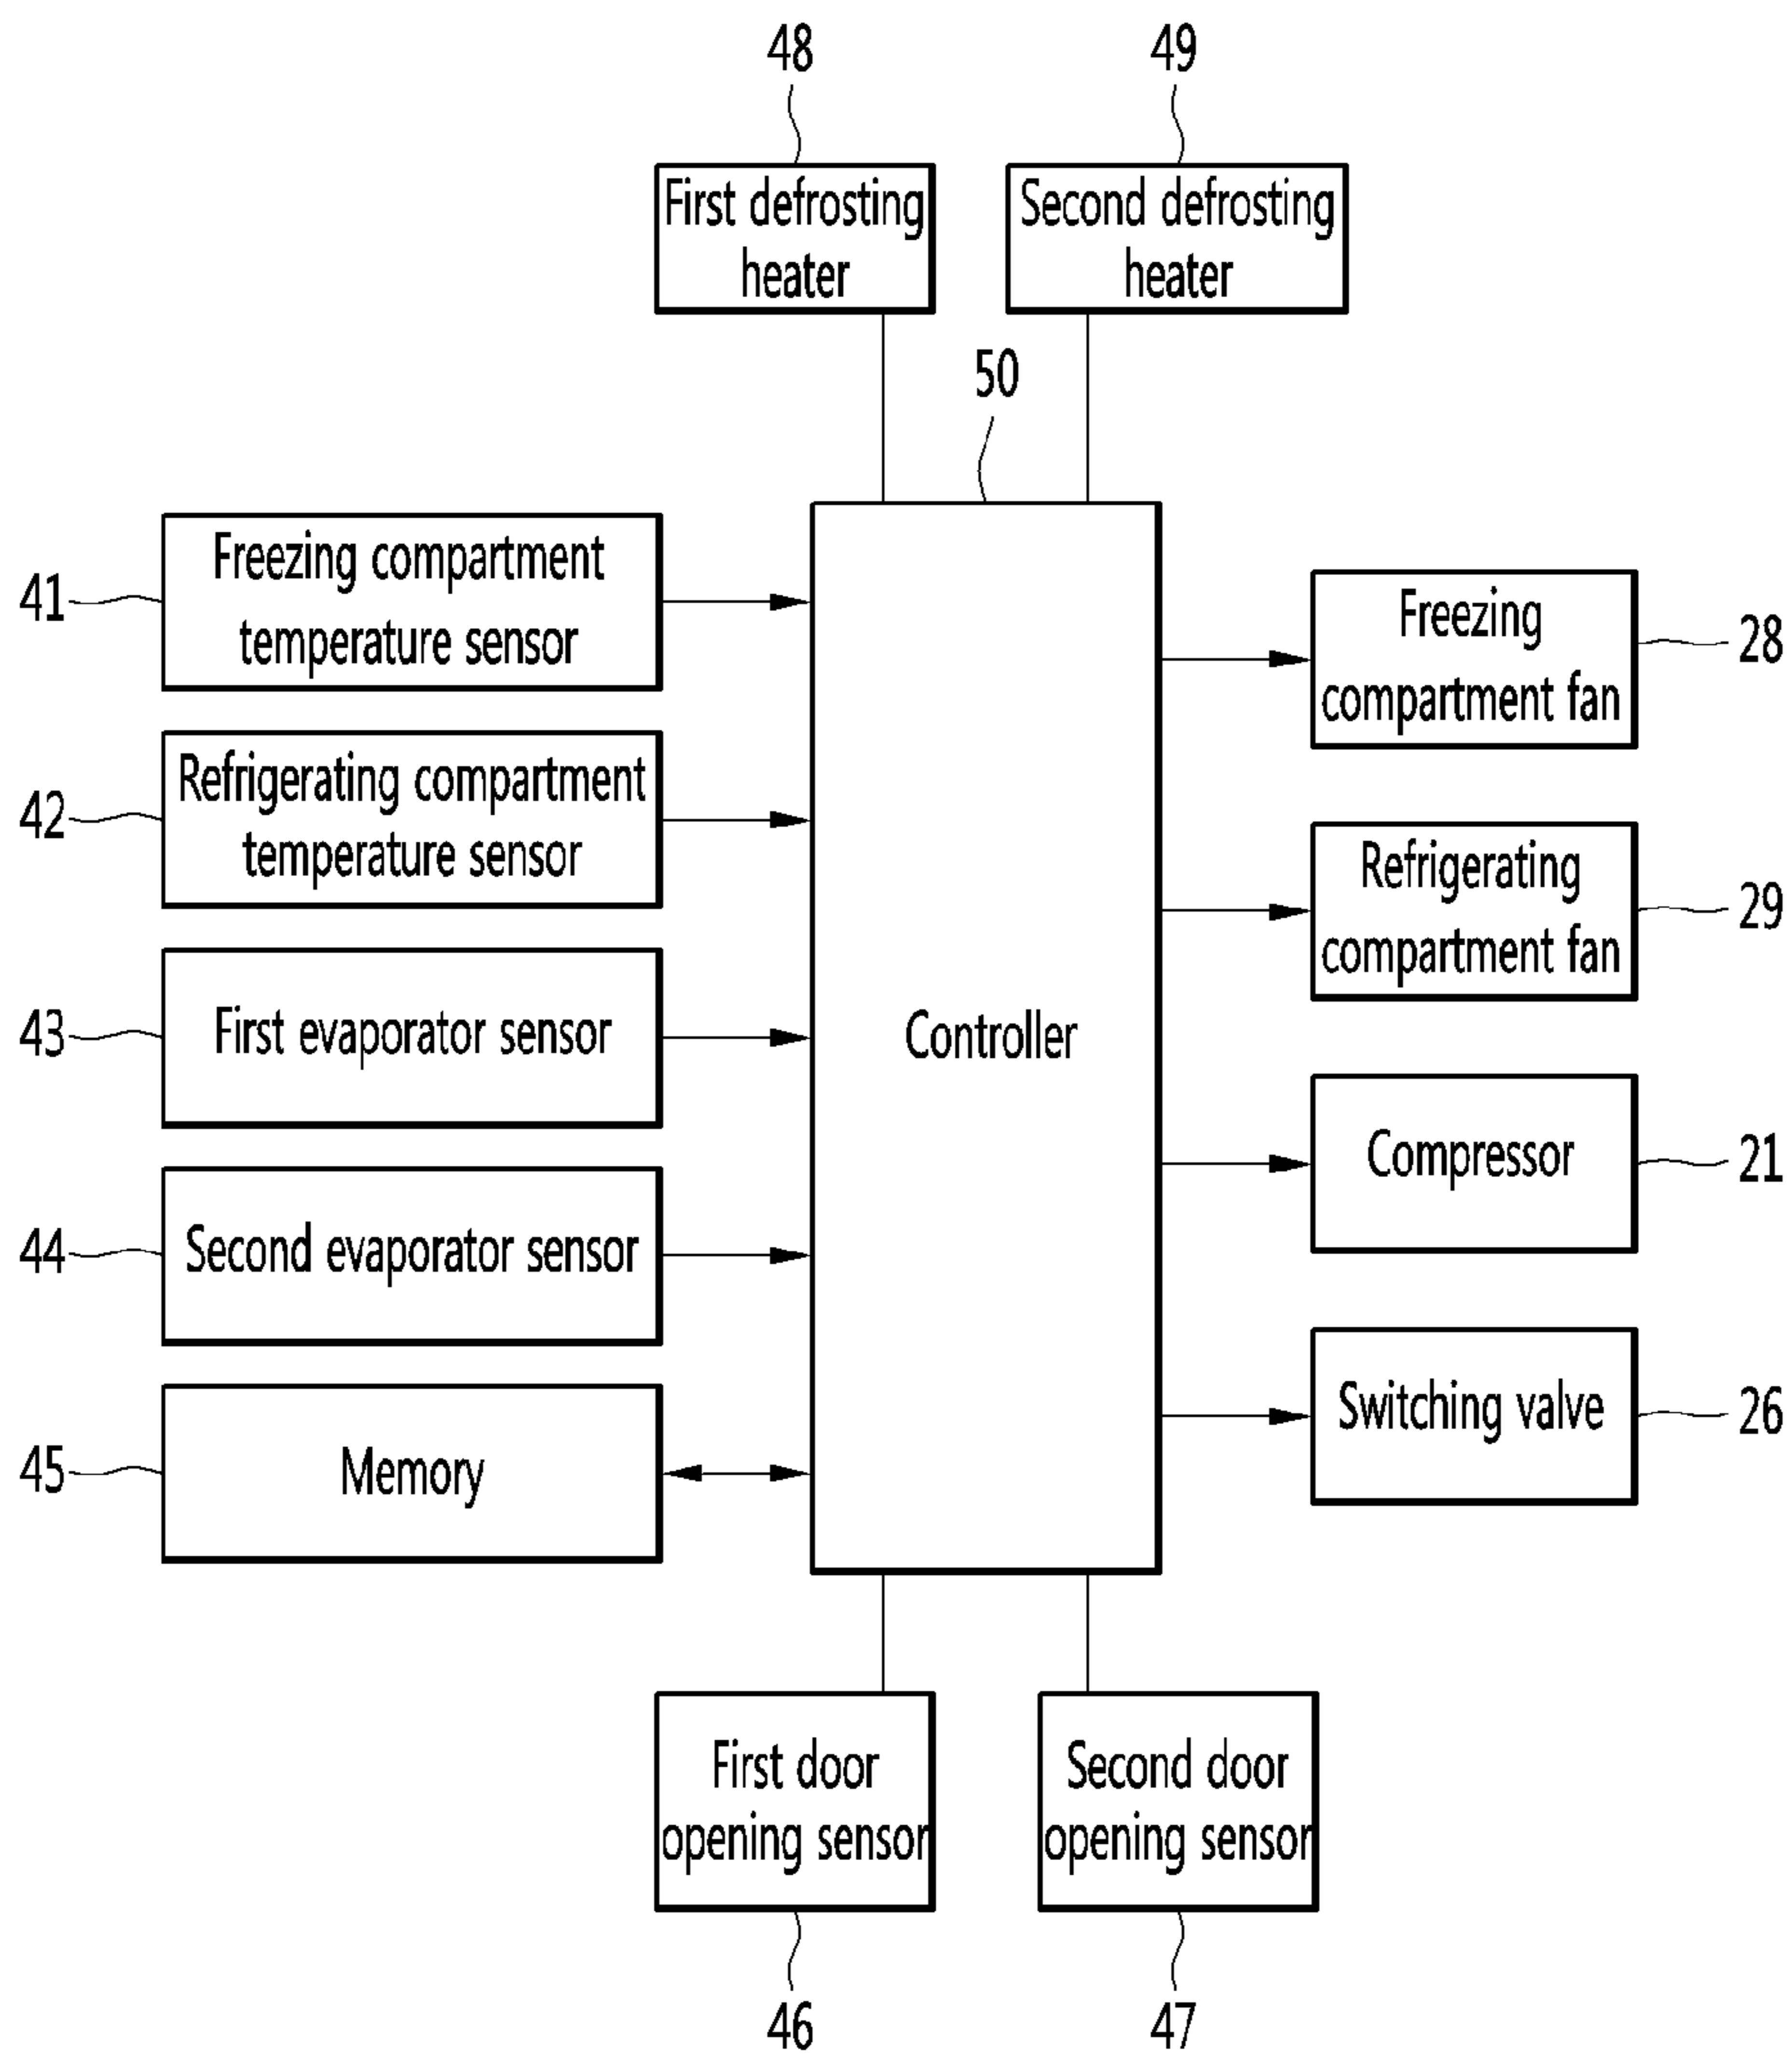 48
49
First defrosting
heater
Second defrosting
heater
50
41
Freezing compartment
temperature sensor
42
Refrigerating compartment
temperature sensor
43
First evaporator sensor
44
Second evaporator sensor
45
Memory
Controller
Freezing
compartment fan
28
Refrigerating
compartment fan
29
Compressor
21
Switching valve
26
First door
opening sensor
Second door
opening sensor
46
47